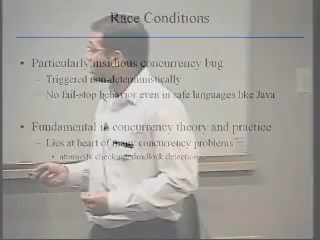 Race Conditions
• Particularly insidious concurrency bug
– Triggered non-deterministically
– No fail-stop behavior even in safe languages like Java
• Fundamental in concurrency theory and practice
– Lies at heart of many concurrency problems
• atomicity checking, deadlock detection,